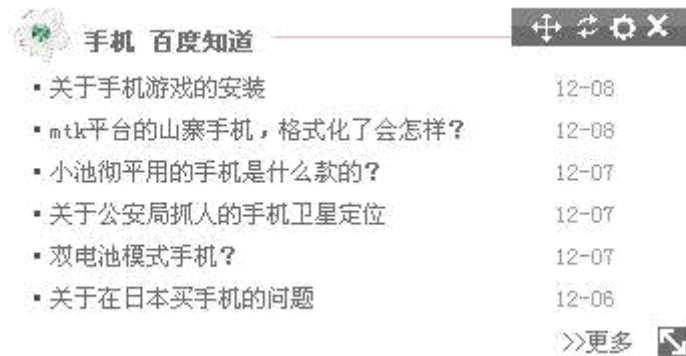 手机 百度知道
关于手机游戏的安装 12-08
mtk平台的山寨手机，格式化了会怎样？ 12-08
小池彻平用的手机是什么款的？ 12-07
关于公安局抓人的手机卫星定位 12-07
双电池模式手机？ 12-07
关于在日本买手机的问题 12-06
>>更多